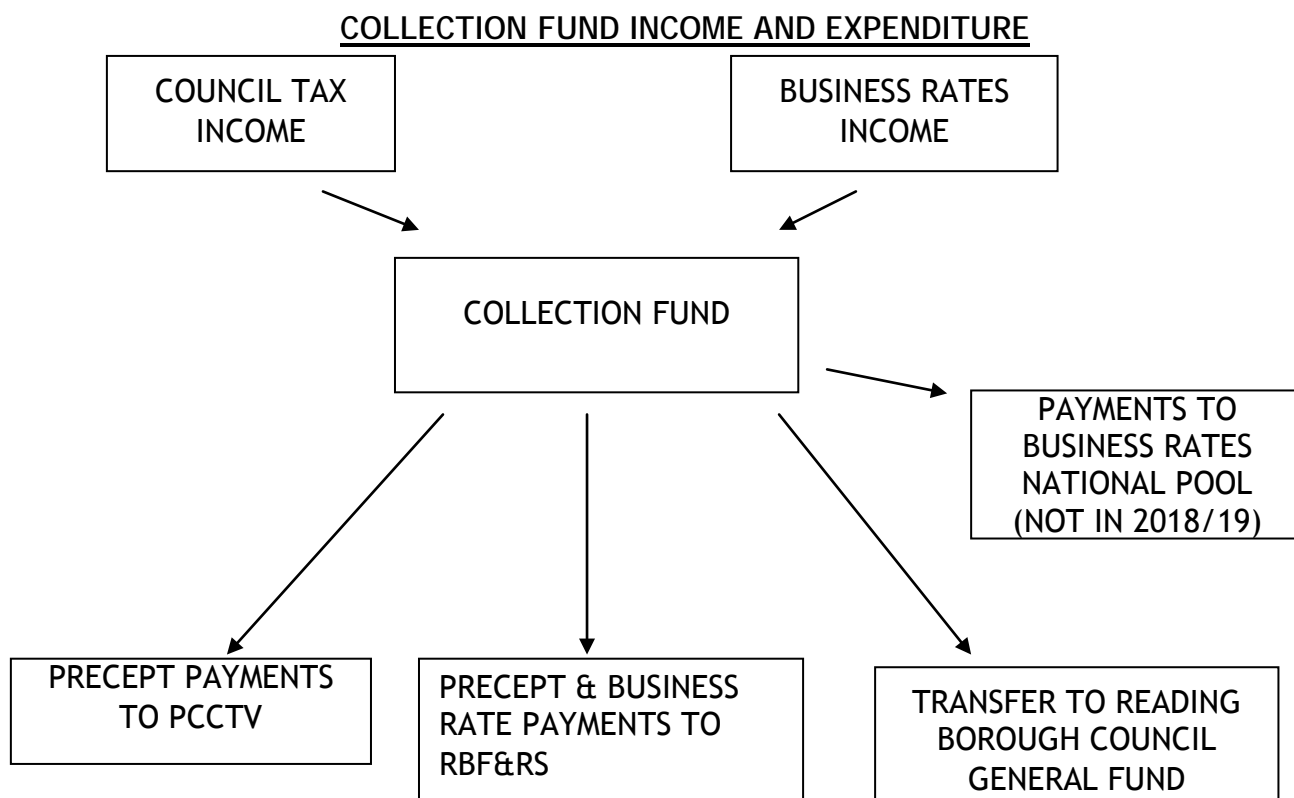 COLLECTION FUND INCOME AND EXPENDITURE
COUNCIL TAX
INCOME
BUSINESS RATES
INCOME
COLLECTION FUND
PAYMENTS TO
BUSINESS RATES
NATIONAL POOL
(NOT IN 2018/19)
PRECEPT PAYMENTS
TO PCCTV
PRECEPT & BUSINESS
RATE PAYMENTS TO
RBF&RS
TRANSFER TO READING
BOROUGH COUNCIL
GENERAL FUND